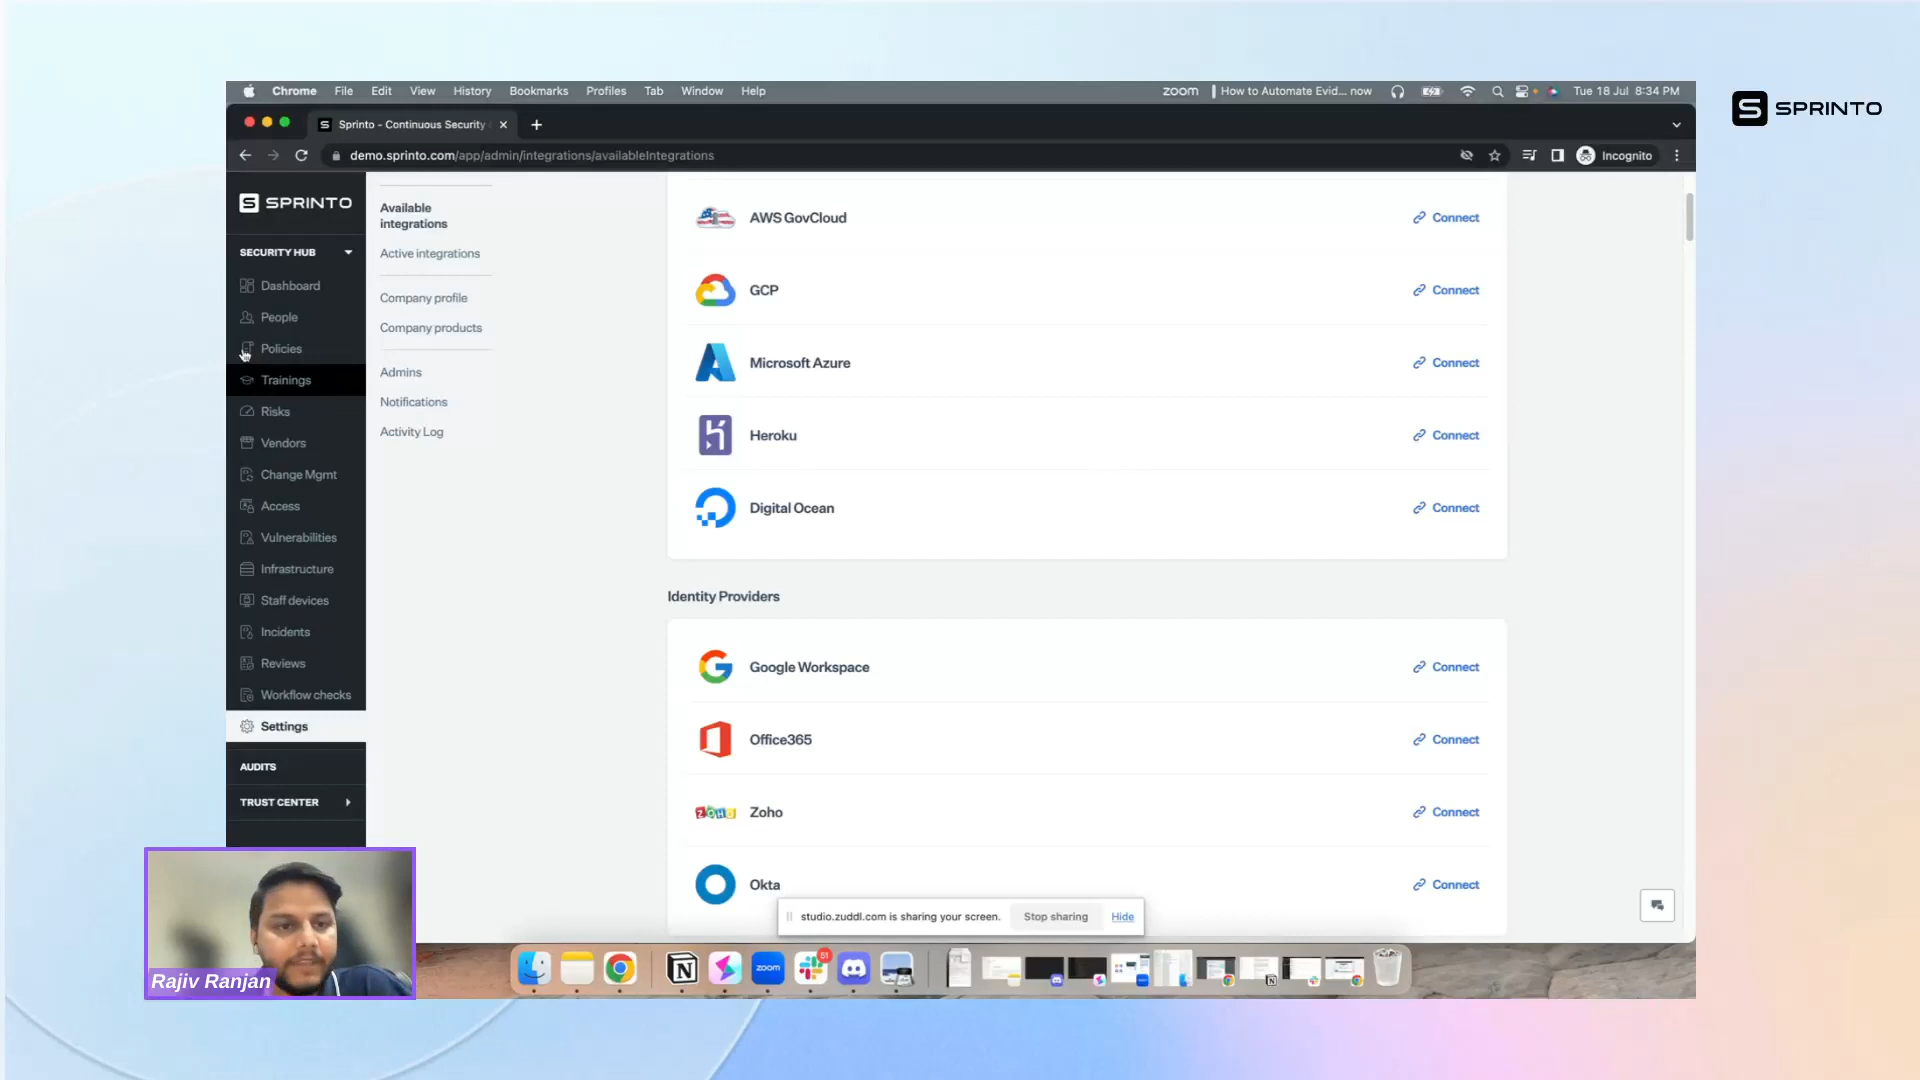 Chrome File Edit View History Bookmarks Profiles Tab Window Help
zoom How to Automate Evid... now Tue 18 Jul 8:34 PM
SPRINTO
Sprinto - Continuous Security
demo.sprinto.com/app/admin/integrations/availableIntegrations
Incognito
SPRINTO
SECURITY HUB
Dashboard
People
Policies
Trainings
Risks
Vendors
Change Mgmt
Access
Vulnerabilities
Infrastructure
Staff devices
Incidents
Reviews
Workflow checks
Settings
AUDITS
TRUST CENTER
Available
integrations
Active integrations
Company profile
Company products
Admins
Notifications
Activity Log
AWS GovCloud Connect
GCP Connect
Microsoft Azure Connect
Heroku Connect
Digital Ocean Connect
Identity Providers
Google Workspace Connect
Office365 Connect
ZOHO Zoho Connect
Okta Connect
studio.zuddl.com is sharing your screen. Stop sharing Hide
zoom
51
Rajiv Ranjan